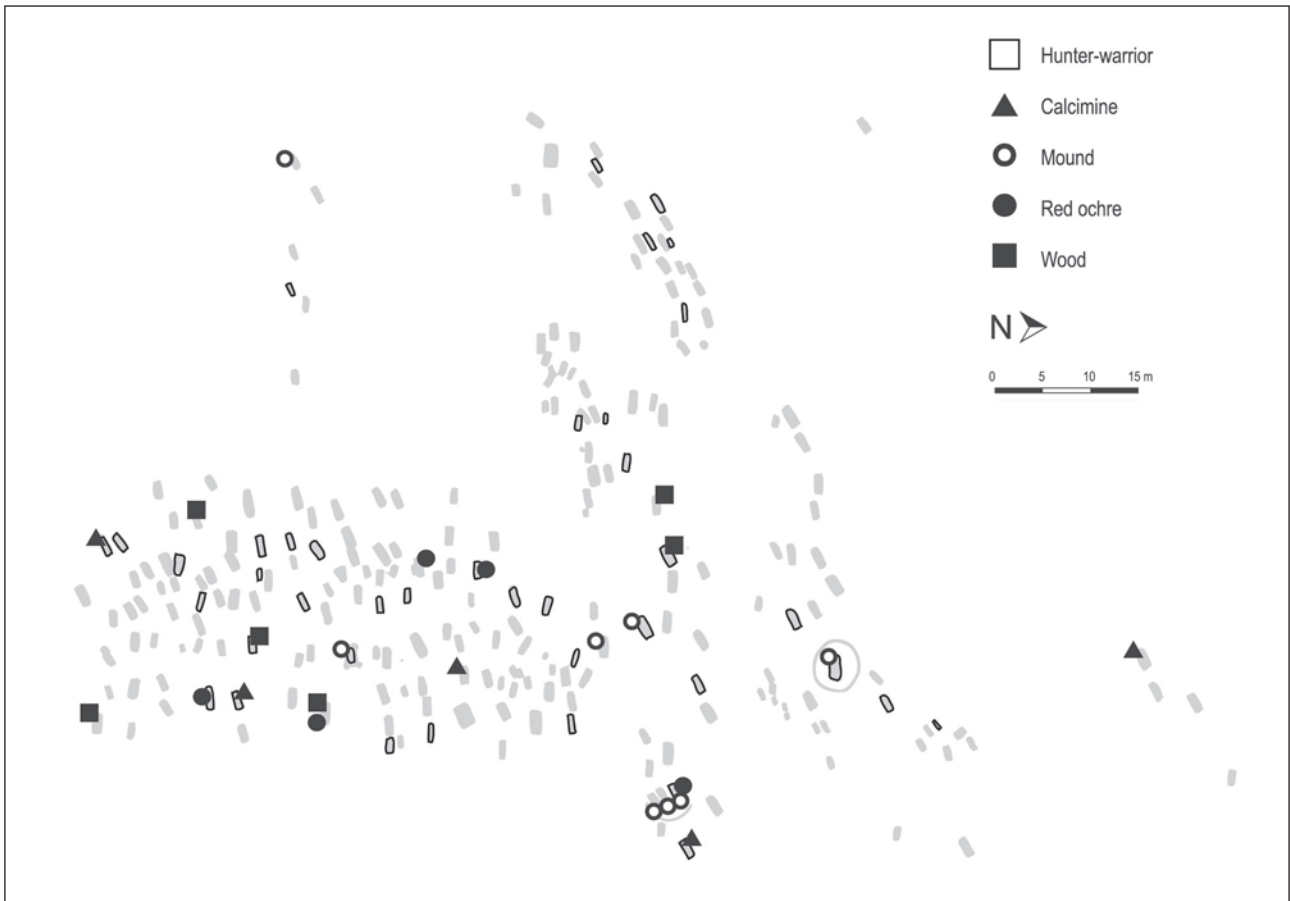 Hunter-warrior
Calcimine
Mound
Red ochre
Wood
N
0 5 10 15 m